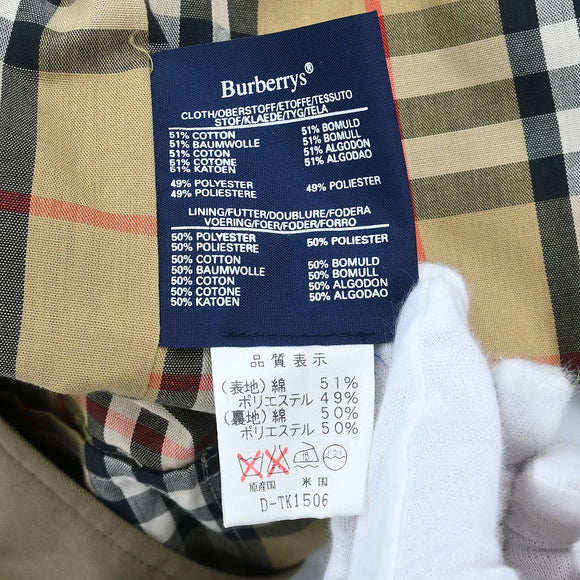 Burberrys®
CLOTH/OBERSTOFF/ETOFFE/TESSUTO
STOF/KLAEDE/TYG/TELA
51% COTTON 51% BOMULD
51% BAUMWOLLE 51% BOMULL
51% COTON 51% ALGODON
51% COTONE 51% ALGODAO
51% KATOEN
49% POLYESTER 49% POLIESTER
49% POLIESTERE
LINING/FUTTER/DOUBLURE/FODERA
VOERING/FOER/FODER/FORRO
50% POLYESTER 50% POLIESTER
50% POLIESTERE
50% COTTON 50% BOMULD
50% BAUMWOLLE 50% BOMULL
50% COTON 50% ALGODON
50% COTONE 50% ALGODAO
50% KATOEN
品質表示
(表地)綿 51%
ポリエステル 49%
(裏地)綿 50%
ポリエステル 50%
原産国 米国
D-TK1506